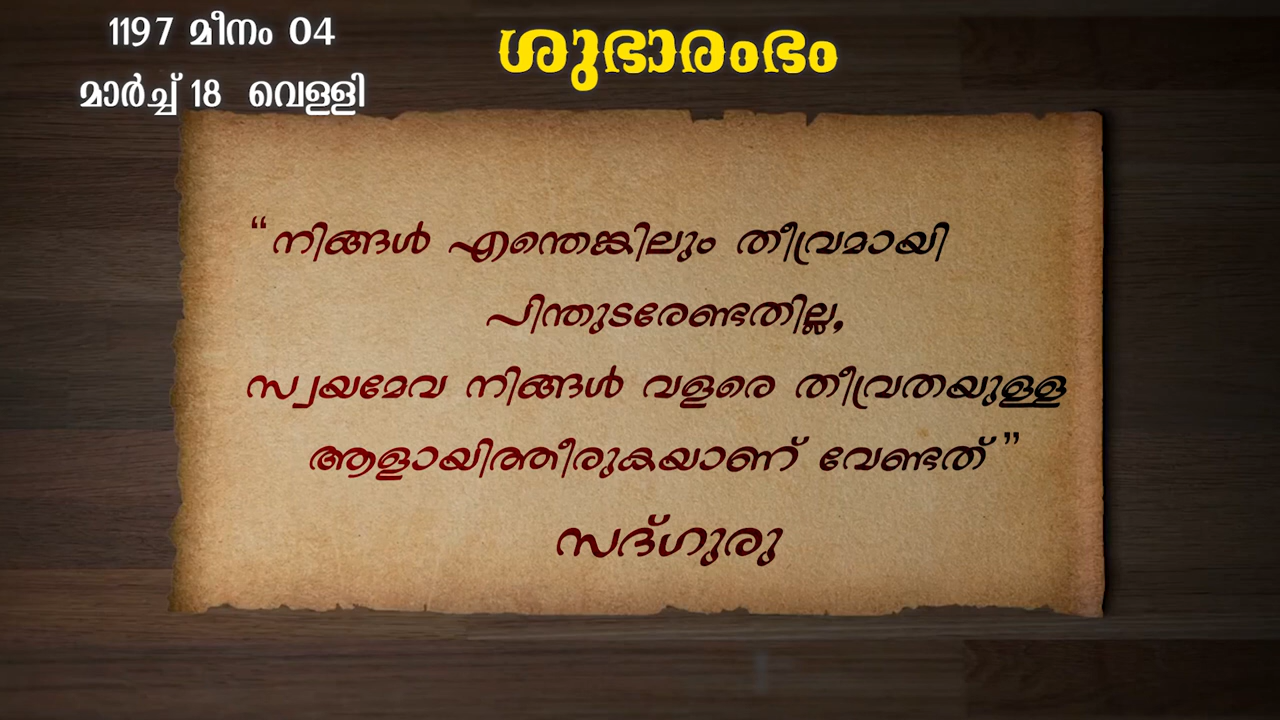 1197 മീനം 04
മാർച്ച് 18 വെള്ളി
ശുഭാരംഭം
“നിങ്ങൾ എന്തെങ്കിലും തീവ്രമായി
പിന്തുടരേണ്ടതില്ല,
സ്വയമേവ നിങ്ങൾ വളരെ തീവ്രതയുള്ള
ആളായിത്തീരുകയാണ് വേണ്ടത്”
സദ്ഗുരു